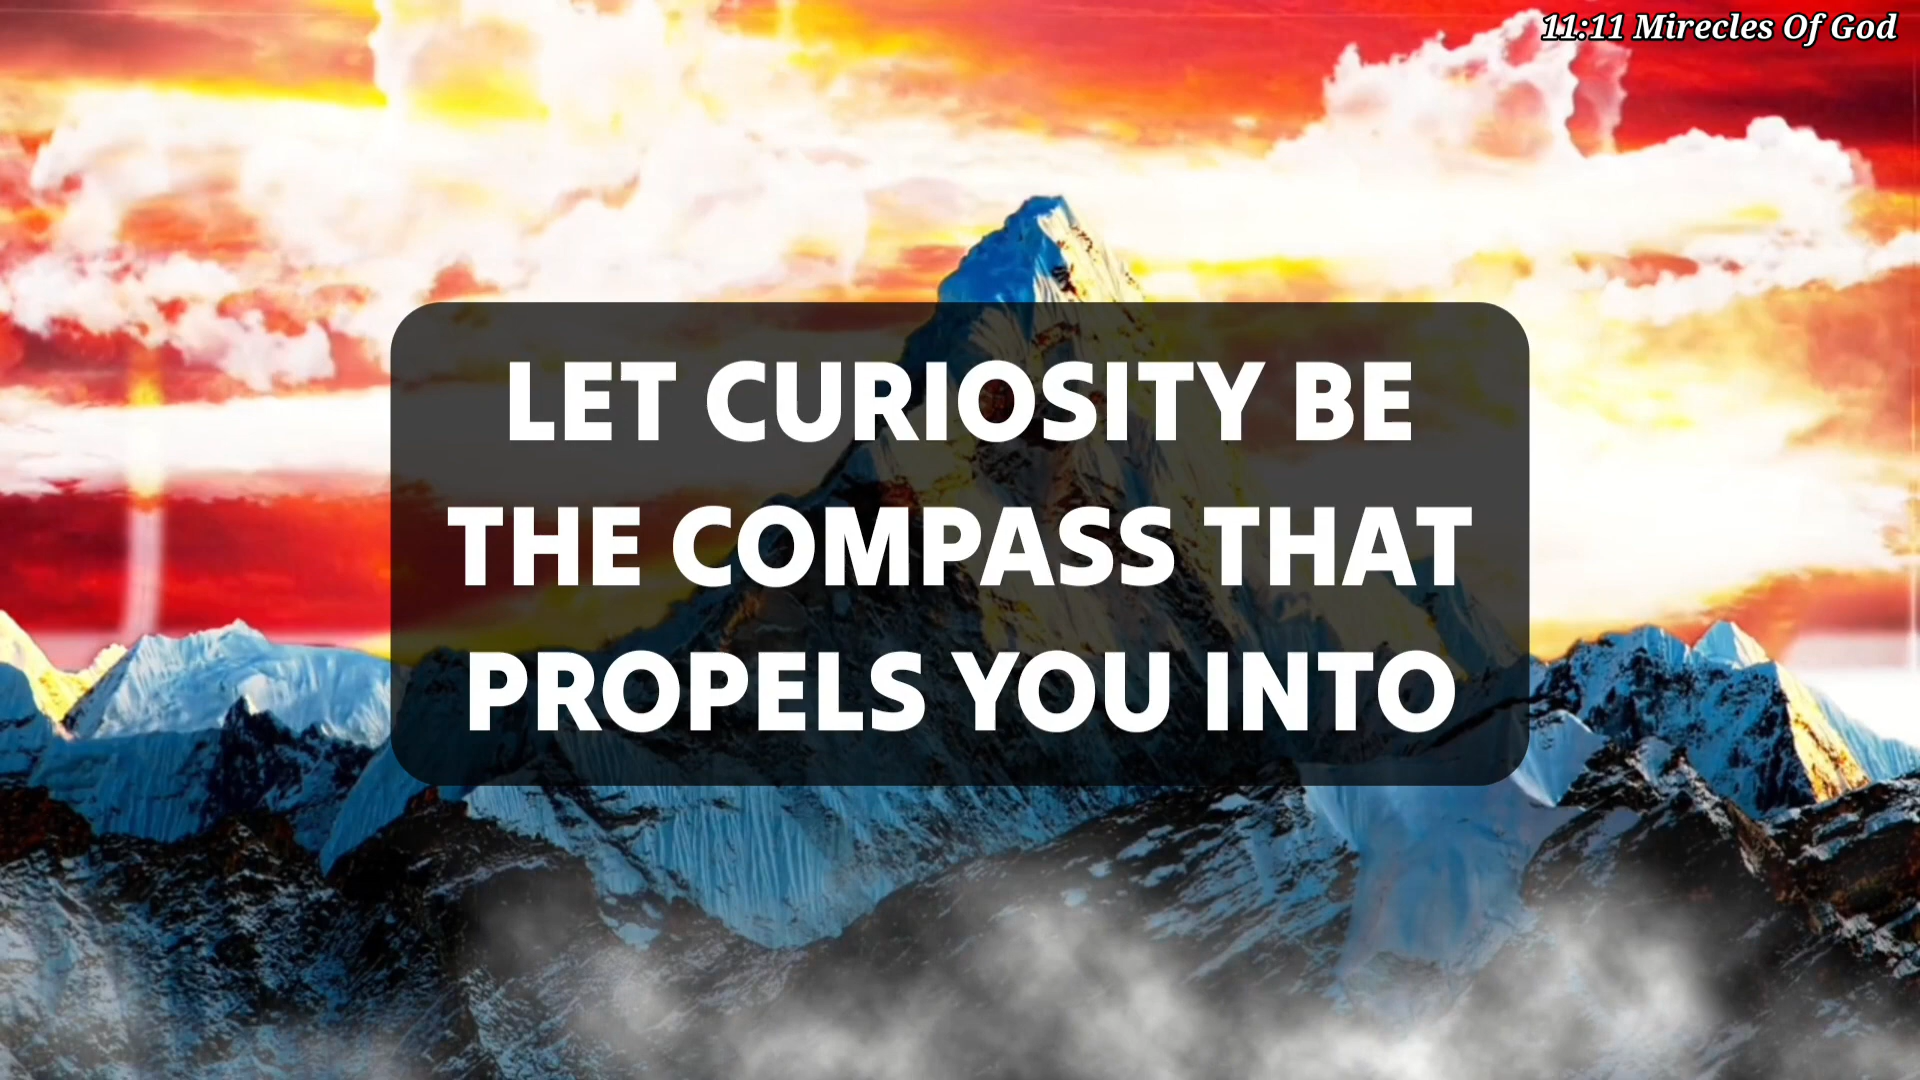 11:11 Mirecles Of God
LET CURIOSITY BE
THE COMPASS THAT
PROPELS YOU INTO